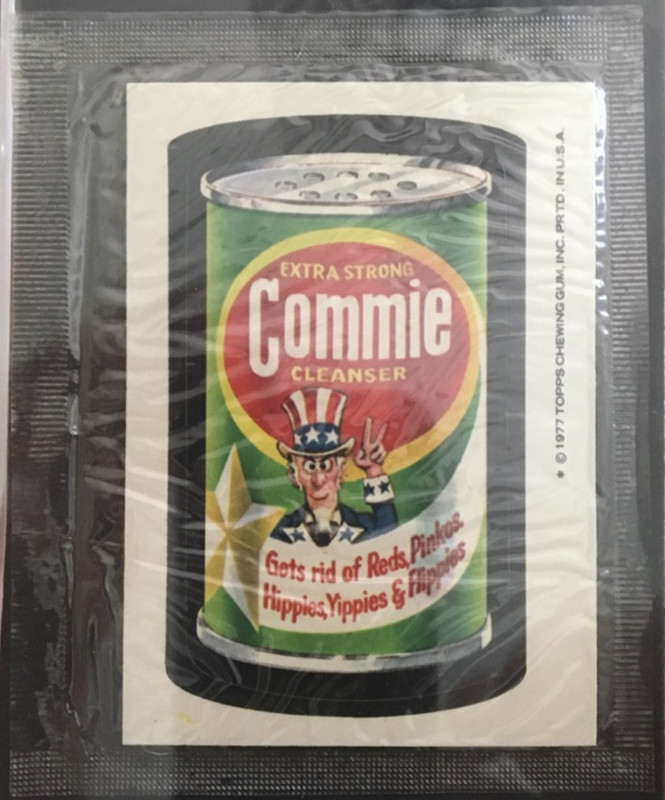 EXTRA STRONG
Commie
CLEANSER
Gets rid of Reds, Pinkos.
Hippies, Yippies & Flippies
* © 1977 TOPPS CHEWING GUM, INC. PRTD. IN U.S.A.